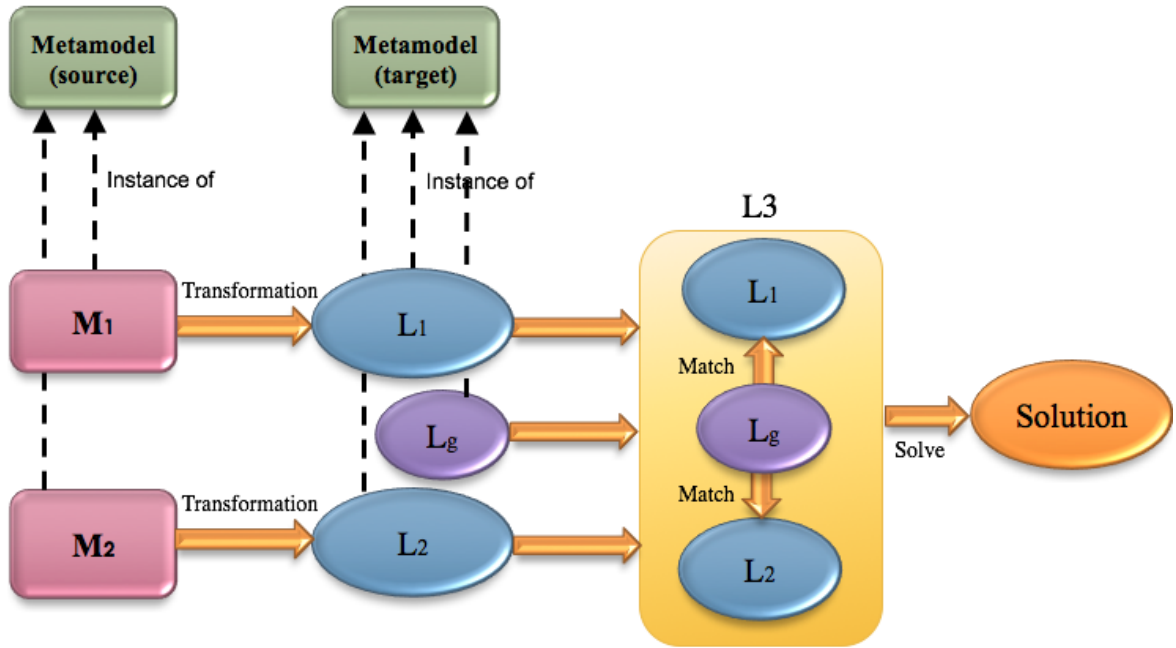 Metamodel
(source)
Metamodel
(target)
Instance of
Instance of
L3
M1
Transformation
L1
L1
Match
Lg
Lg
Match
Solve
Solution
M2
Transformation
L2
L2